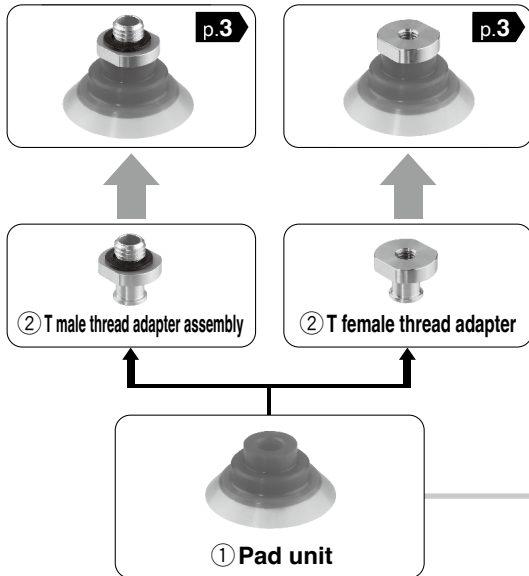 p.3
p.3
② T male thread adapter assembly
② T female thread adapter
① Pad unit